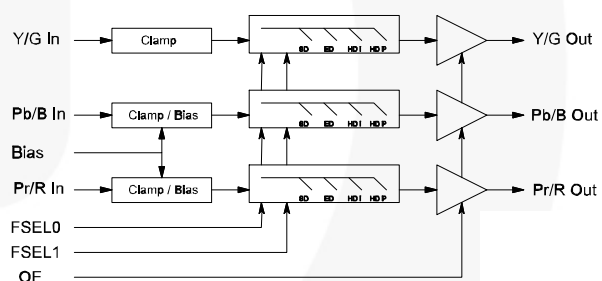 Y/G In
Clamp
SD ED HDI HDP
Y/G Out
Pb/B In
Clamp / Bias
SD ED HDI HDP
Pb/B Out
Bias
Pr/R In
Clamp / Bias
SD ED HDI HDP
Pr/R Out
FSEL0
FSEL1
OE